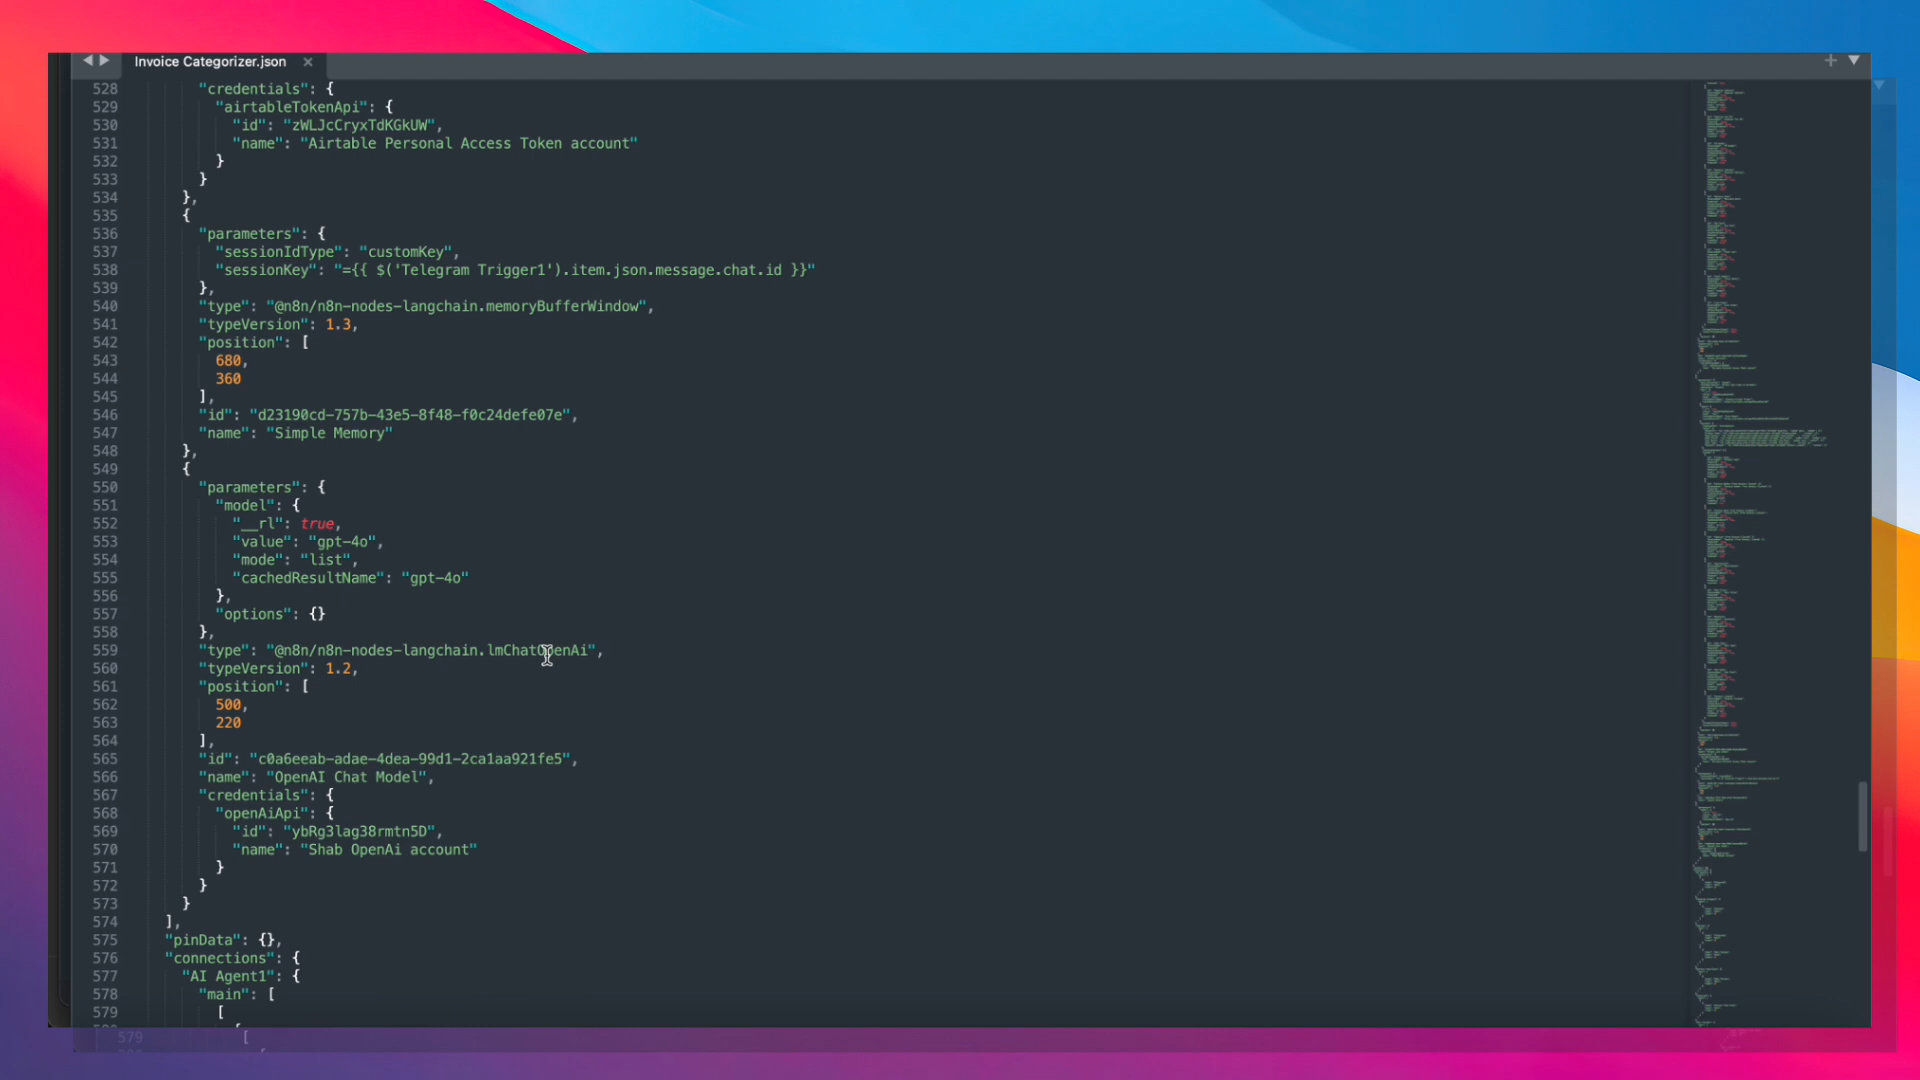 Invoice Categorizer.json ×
528 "credentials": {
529 "airtableTokenApi": {
530 "id": "zWLJcCryxTdKGkUW",
531 "name": "Airtable Personal Access Token account"
532 }
533 }
534 },
535 {
536 "parameters": {
537 "sessionIdType": "customKey",
538 "sessionKey": "={{ $('Telegram Trigger1').item.json.message.chat.id }}"
539 },
540 "type": "@n8n/n8n-nodes-langchain.memoryBufferWindow",
541 "typeVersion": 1.3,
542 "position": [
543 680,
544 360
545 ],
546 "id": "d23190cd-757b-43e5-8f48-f0c24defe07e",
547 "name": "Simple Memory"
548 },
549 {
550 "parameters": {
551 "model": {
552 "__rl": true,
553 "value": "gpt-4o",
554 "mode": "list",
555 "cachedResultName": "gpt-4o"
556 },
557 "options": {}
558 },
559 "type": "@n8n/n8n-nodes-langchain.lmChatOpenAi",
560 "typeVersion": 1.2,
561 "position": [
562 500,
563 220
564 ],
565 "id": "c0a6eeab-adae-4dea-99d1-2ca1aa921fe5",
566 "name": "OpenAI Chat Model",
567 "credentials": {
568 "openAiApi": {
569 "id": "ybRg3lag38rmtn5D",
570 "name": "Shab OpenAi account"
571 }
572 }
573 }
574 ],
575 "pinData": {},
576 "connections": {
577 "AI Agent1": {
578 "main": [
579 [
579 [